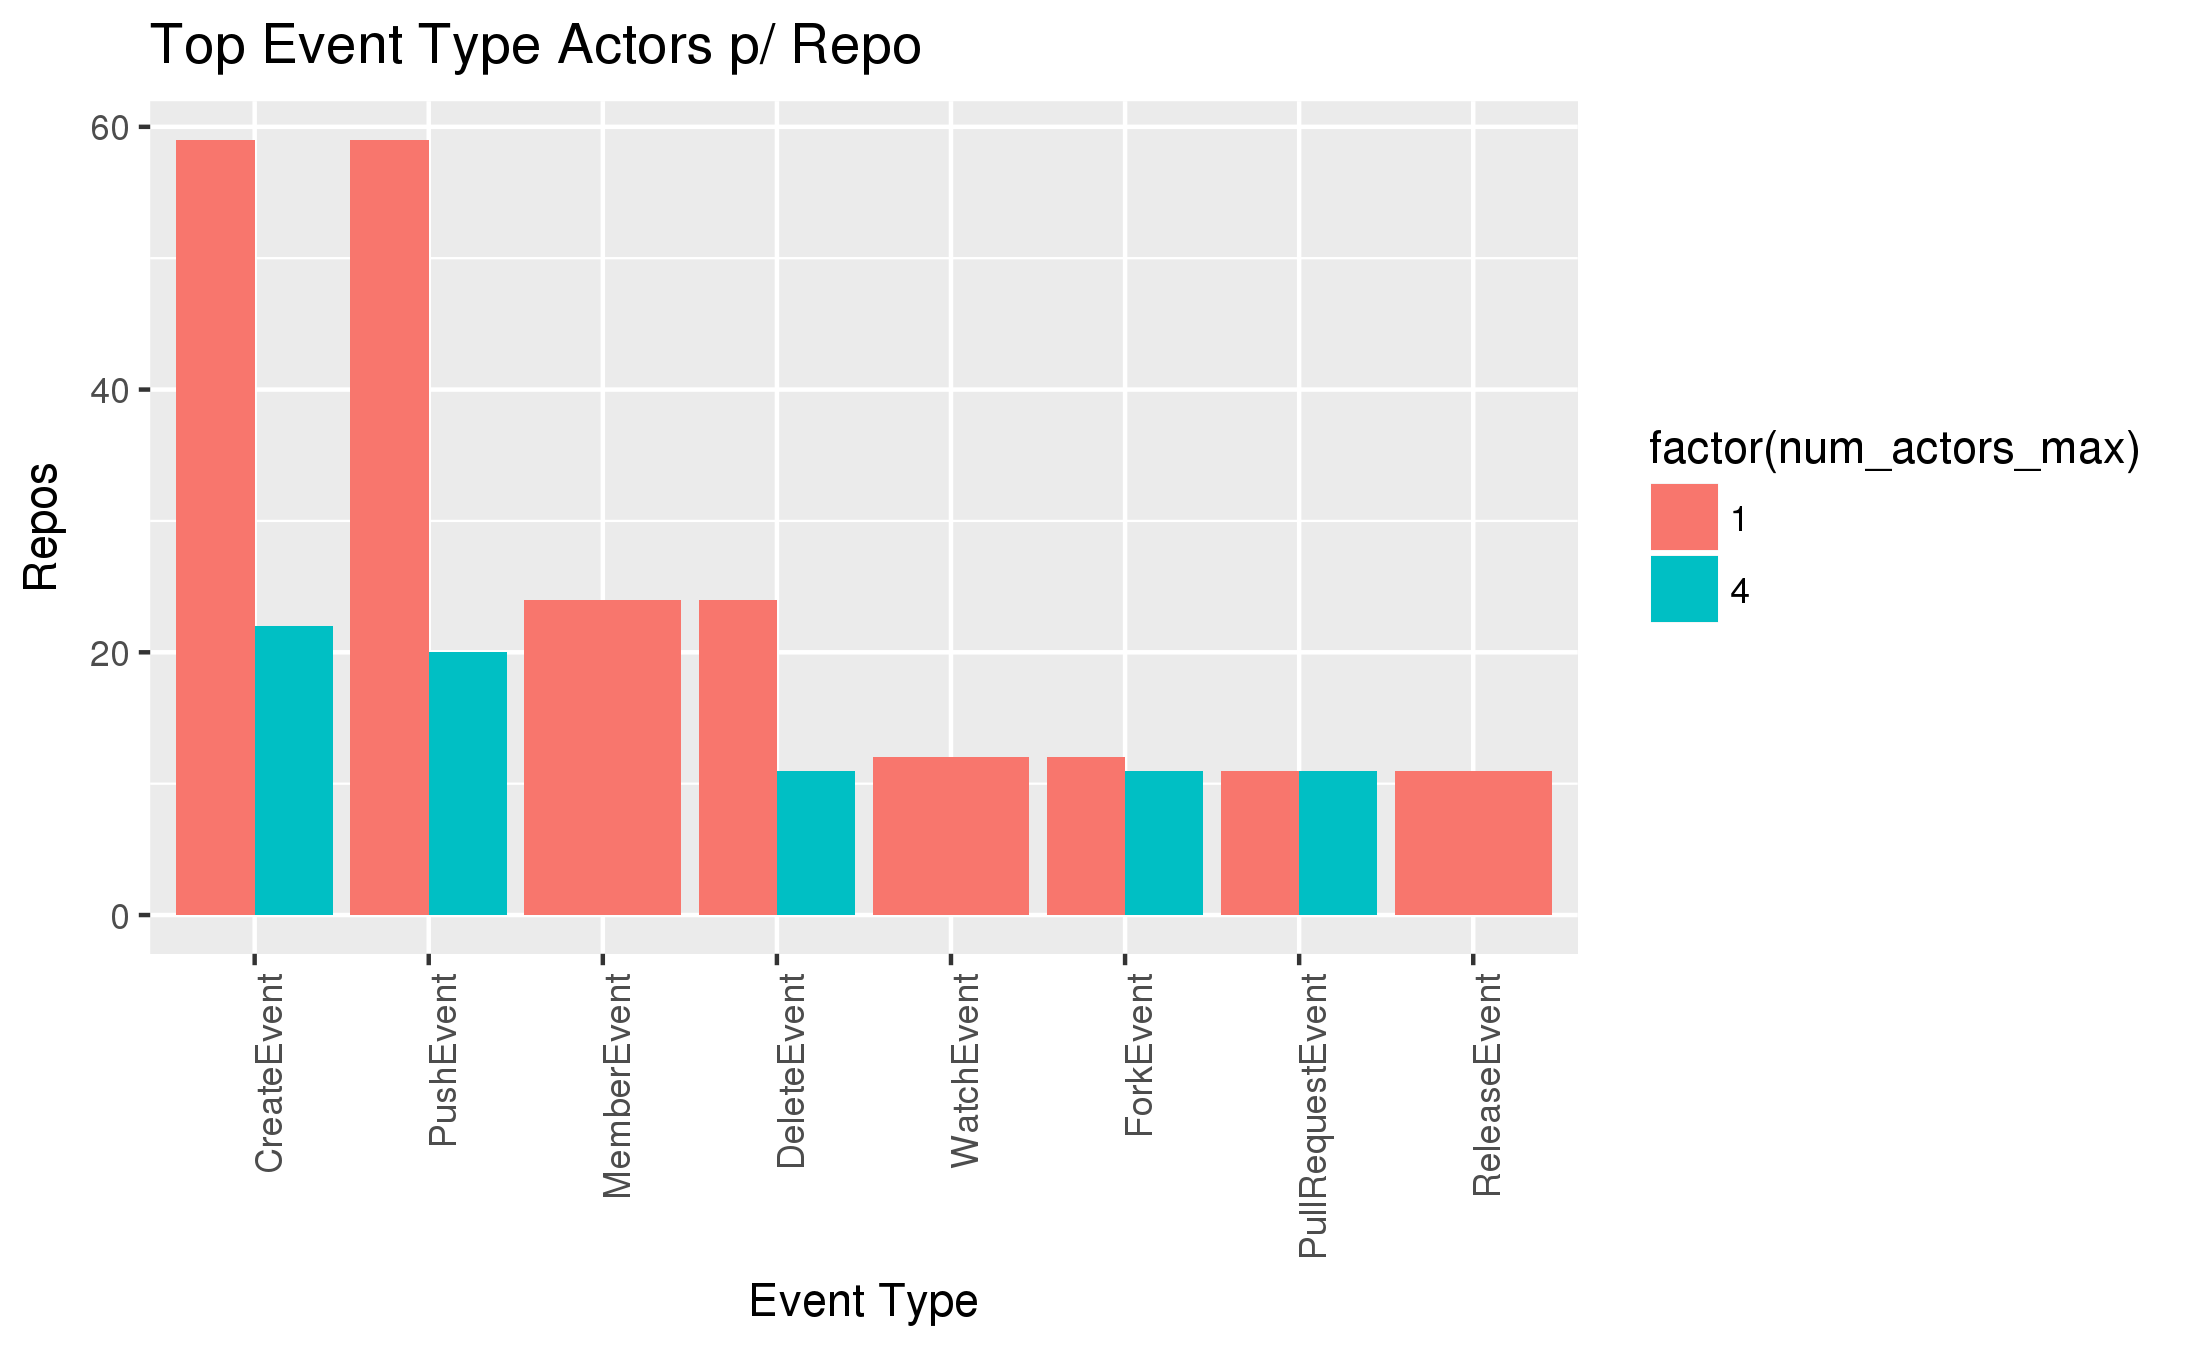 Top Event Type Actors p/ Repo
60
40
20
0
Repos
CreateEvent
PushEvent
MemberEvent
DeleteEvent
WatchEvent
ForkEvent
PullRequestEvent
ReleaseEvent
Event Type
factor(num_actors_max)
1
4